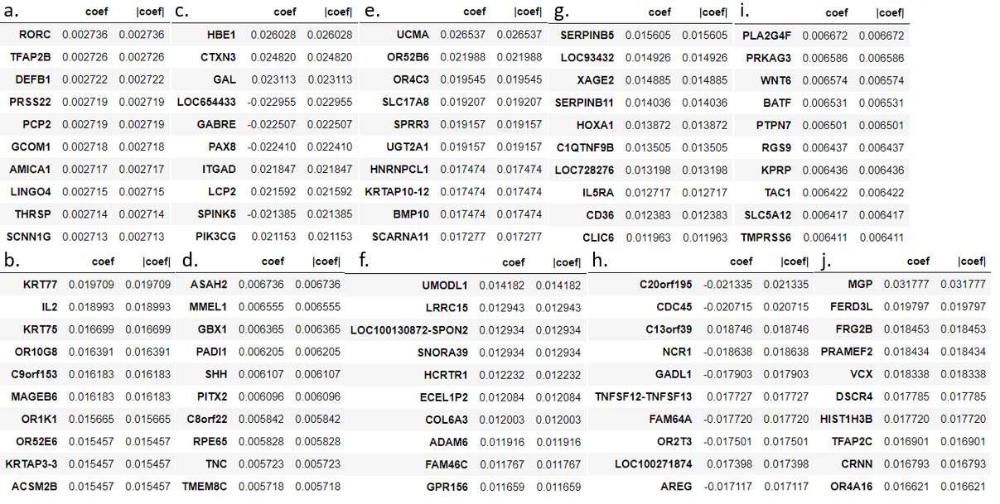 a. coef |coef| c. coef |coef| e. coef |coef| g. coef |coef| i. coef |coef|
RORC 0.002736 0.002736 HBE1 0.026028 0.026028 UCMA 0.026537 0.026537 SERPINB5 0.015605 0.015605 PLA2G4F 0.006672 0.006672
TFAP2B 0.002726 0.002726 CTXN3 0.024820 0.024820 OR52B6 0.021988 0.021988 LOC93432 0.014926 0.014926 PRKAG3 0.006586 0.006586
DEFB1 0.002722 0.002722 GAL 0.023113 0.023113 OR4C3 0.019545 0.019545 XAGE2 0.014885 0.014885 WNT6 0.006574 0.006574
PRSS22 0.002719 0.002719 LOC654433 -0.022955 0.022955 SLC17A8 0.019207 0.019207 SERPINB11 0.014036 0.014036 BATF 0.006531 0.006531
PCP2 0.002719 0.002719 GABRE -0.022507 0.022507 SPRR3 0.019157 0.019157 HOXA1 0.013872 0.013872 PTPN7 0.006501 0.006501
GCOM1 0.002718 0.002718 PAX8 -0.022410 0.022410 UGT2A1 0.019157 0.019157 C1QTNF9B 0.013505 0.013505 RGS9 0.006437 0.006437
AMICA1 0.002717 0.002717 ITGAD 0.021847 0.021847 HNRNPCL1 0.017474 0.017474 LOC728276 0.013198 0.013198 KPRP 0.006436 0.006436
LINGO4 0.002715 0.002715 LCP2 0.021592 0.021592 KRTAP10-12 0.017474 0.017474 IL5RA 0.012717 0.012717 TAC1 0.006422 0.006422
THRSP 0.002714 0.002714 SPINK5 -0.021385 0.021385 BMP10 0.017474 0.017474 CD36 0.012383 0.012383 SLC5A12 0.006417 0.006417
SCNN1G 0.002713 0.002713 PIK3CG 0.021153 0.021153 SCARNA11 0.017277 0.017277 CLIC6 0.011963 0.011963 TMPRSS6 0.006411 0.006411
b. coef |coef| d. coef |coef| f. coef |coef| h. coef |coef| j. coef |coef|
KRT77 0.019709 0.019709 ASAH2 0.006736 0.006736 UMODL1 0.014182 0.014182 C20orf195 -0.021335 0.021335 MGP 0.031777 0.031777
IL2 0.018993 0.018993 MMEL1 0.006555 0.006555 LRRC15 0.012943 0.012943 CDC45 -0.020715 0.020715 FERD3L 0.019797 0.019797
KRT75 0.016699 0.016699 GBX1 0.006365 0.006365 LOC100130872-SPON2 0.012934 0.012934 C13orf39 0.018746 0.018746 FRG2B 0.018453 0.018453
OR10G8 0.016391 0.016391 PADI1 0.006205 0.006205 SNORA39 0.012934 0.012934 NCR1 -0.018638 0.018638 PRAMEF2 0.018434 0.018434
C9orf153 0.016183 0.016183 SHH 0.006107 0.006107 HCRTR1 0.012232 0.012232 GADL1 -0.017903 0.017903 VCX 0.018338 0.018338
MAGEB6 0.016183 0.016183 PITX2 0.006096 0.006096 ECEL1P2 0.012084 0.012084 TNFSF12-TNFSF13 0.017727 0.017727 DSCR4 0.017785 0.017785
OR1K1 0.015665 0.015665 C8orf22 0.005842 0.005842 COL6A3 0.012003 0.012003 FAM64A -0.017720 0.017720 HIST1H3B 0.017720 0.017720
OR52E6 0.015457 0.015457 RPE65 0.005828 0.005828 ADAM6 0.011916 0.011916 OR2T3 -0.017501 0.017501 TFAP2C 0.016901 0.016901
KRTAP3-3 0.015457 0.015457 TNC 0.005723 0.005723 FAM46C 0.011767 0.011767 LOC100271874 0.017398 0.017398 CRNN 0.016793 0.016793
ACSM2B 0.015457 0.015457 TMEM8C 0.005718 0.005718 GPR156 0.011659 0.011659 AREG -0.017117 0.017117 OR4A16 0.016621 0.016621